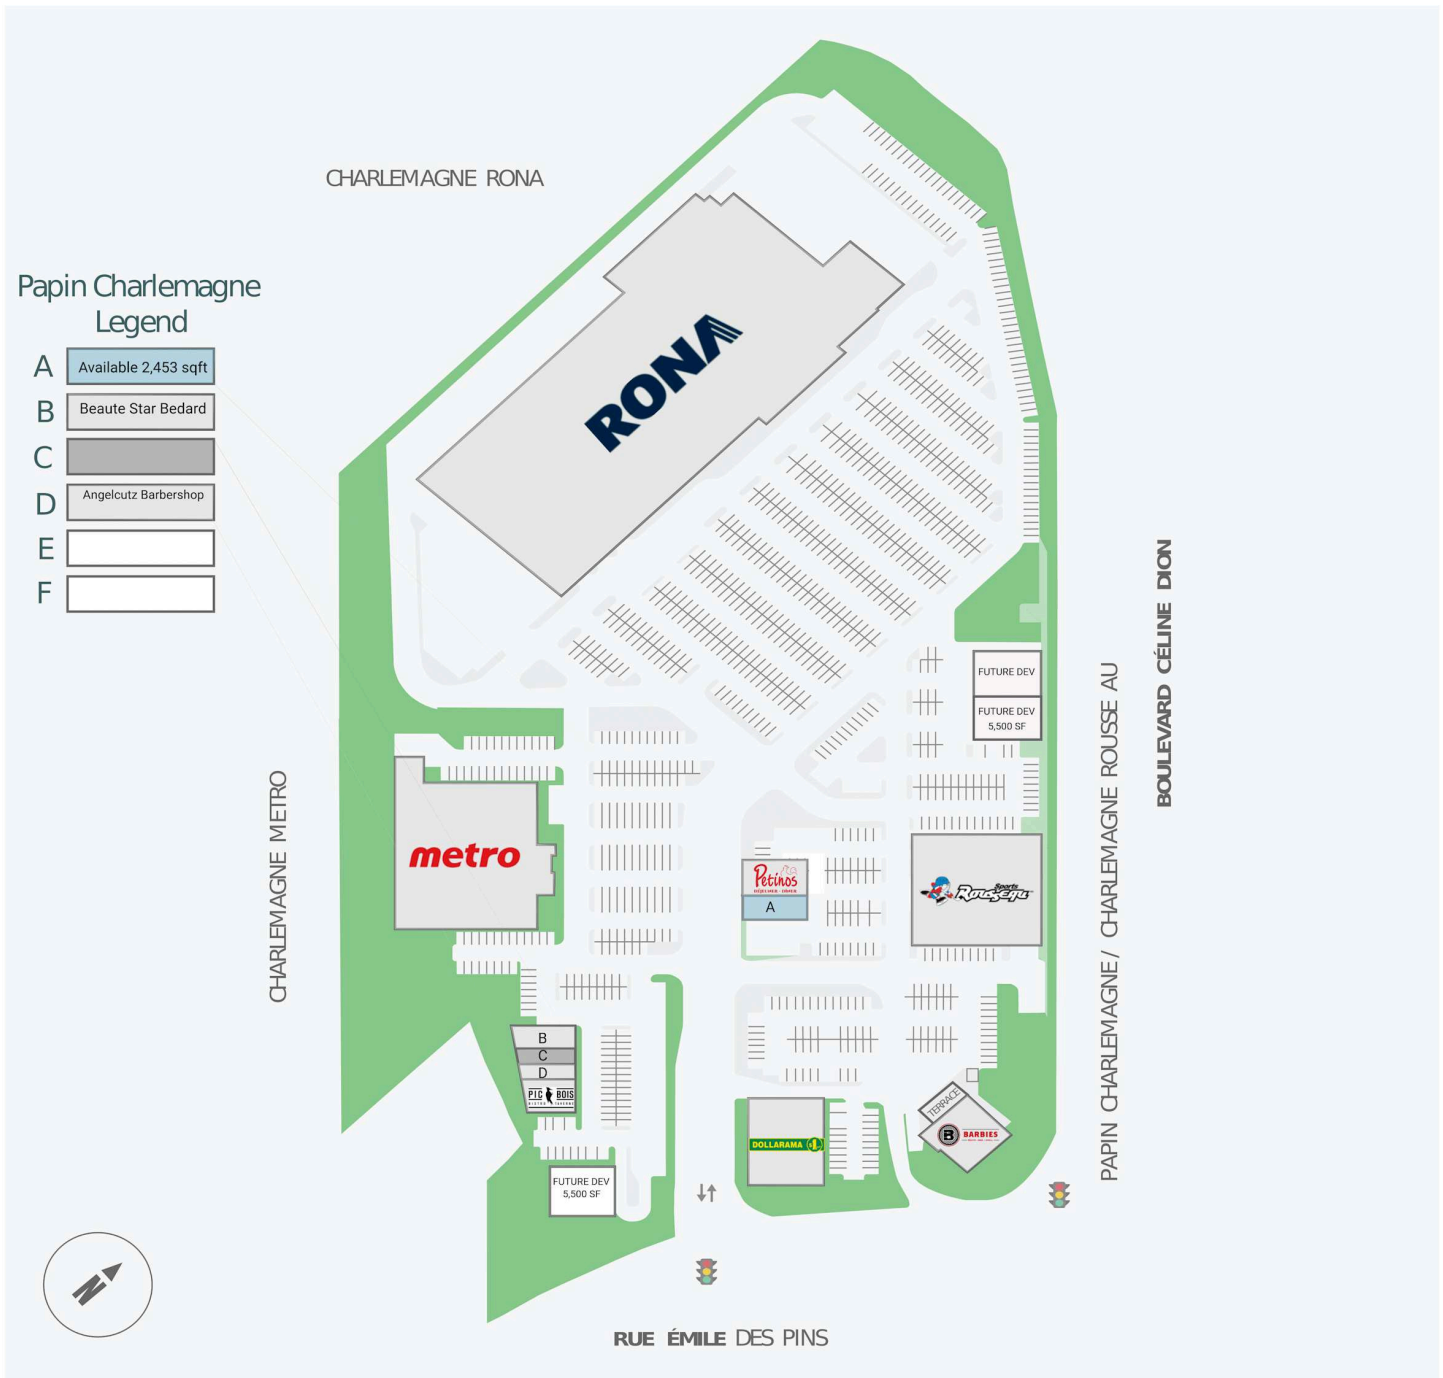 CHARLEMAGNE RONA
Papin Charlemagne
Legend
A Available 2,453 sqft
B Beaute Star Bedard
C
D Angelcutz Barbershop
E
F
RONA
FUTURE DEV
FUTURE DEV
5,500 SF
BOULEVARD CÉLINE DION
PAPIN CHARLEMAGNE/ CHARLEMAGNE ROUSSE AU
CHARLEMAGNE METRO
metro
Petinos
A
Sports
Rousseau
B
C
D
PIC BOIS
TERRACE
B BARBIES
DOLLARAMA
FUTURE DEV
5,500 SF
N
RUE ÉMILE DES PINS